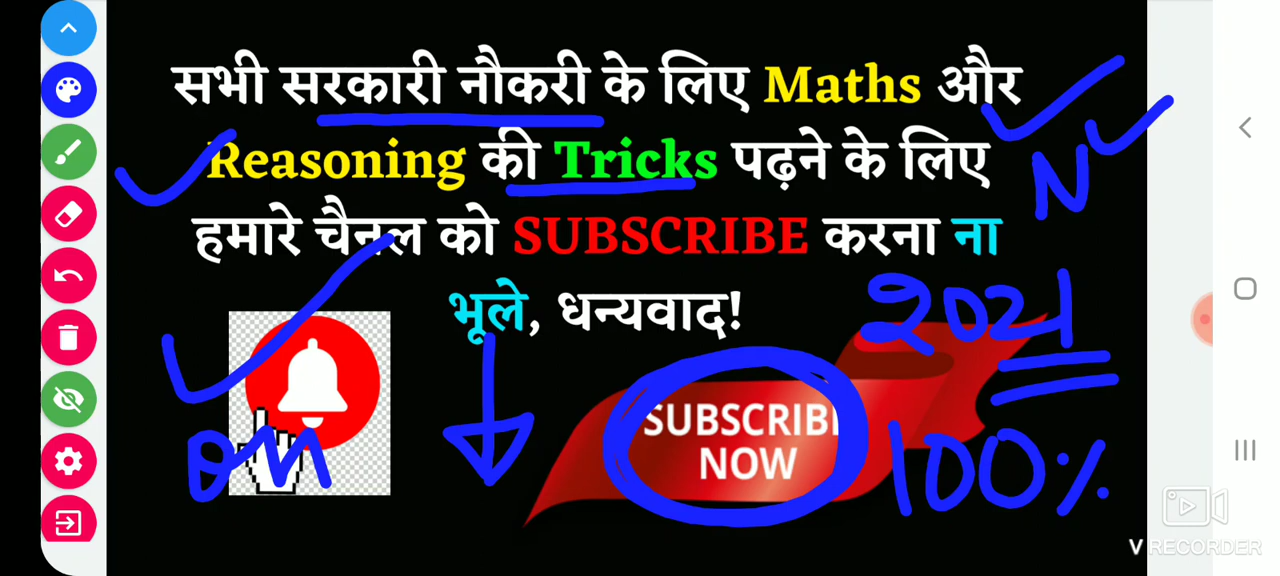 सभी सरकारी नौकरी के लिए Maths और
Reasoning की Tricks पढ़ने के लिए
N
हमारे चैनल को SUBSCRIBE करना ना
भूले, धन्यवाद!
2021
SUBSCRIBE
NOW
on
100%
V RECORDER